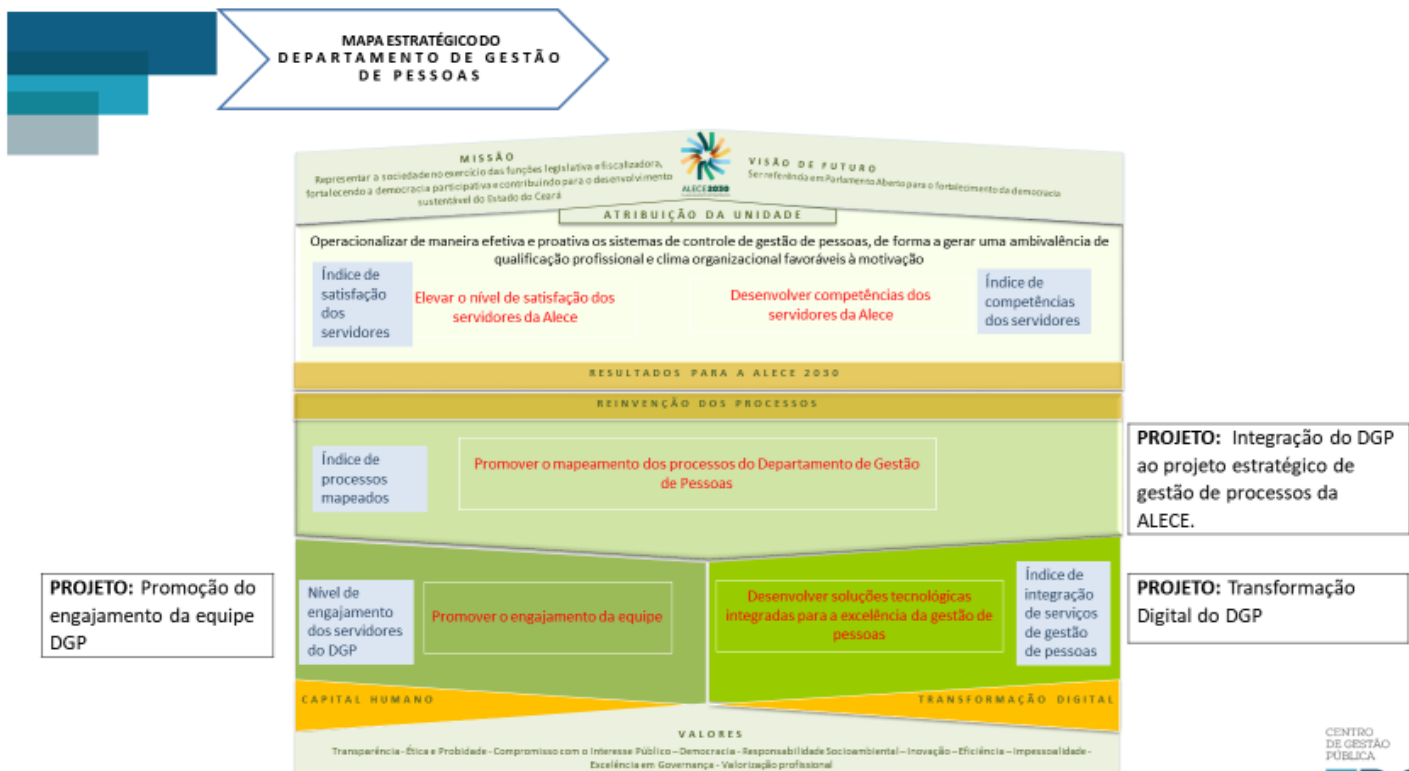 MAPA ESTRATÉGICO DO
DEPARTAMENTO DE GESTÃO
DE PESSOAS
MISSÃO
Representar a sociedade no exercício das funções legislativa e fiscalizadora,
fortalecendo a democracia participativa e contribuindo para o desenvolvimento
sustentável do Estado do Ceará
ALECE2030
VISÃO DE FUTURO
Ser referência em Parlamento Aberto para o fortalecimento da democracia
ATRIBUIÇÃO DA UNIDADE
Operacionalizar de maneira efetiva e proativa os sistemas de controle de gestão de pessoas, de forma a gerar uma ambivalência de
qualificação profissional e clima organizacional favoráveis à motivação
Índice de
satisfação
dos
servidores
Elevar o nível de satisfação dos
servidores da Alece
Desenvolver competências dos
servidores da Alece
Índice de
competências
dos servidores
RESULTADOS PARA A ALECE 2030
REINVENÇÃO DOS PROCESSOS
Índice de
processos
mapeados
Promover o mapeamento dos processos do Departamento de Gestão
de Pessoas
PROJETO: Integração do DGP
ao projeto estratégico de
gestão de processos da
ALECE.
PROJETO: Promoção do
engajamento da equipe
DGP
Nível de
engajamento
dos servidores
do DGP
Promover o engajamento da equipe
Desenvolver soluções tecnológicas
integradas para a excelência da gestão de
pessoas
Índice de
integração
de serviços
de gestão
de pessoas
PROJETO: Transformação
Digital do DGP
CAPITAL HUMANO
TRANSFORMAÇÃO DIGITAL
VALORES
Transparência - Ética e Probidade - Compromisso com o Interesse Público – Democracia - Responsabilidade Socioambiental – Inovação – Eficiência – Impessoalidade -
Excelência em Governança - Valorização profissional
CENTRO
DE GESTÃO
PÚBLICA